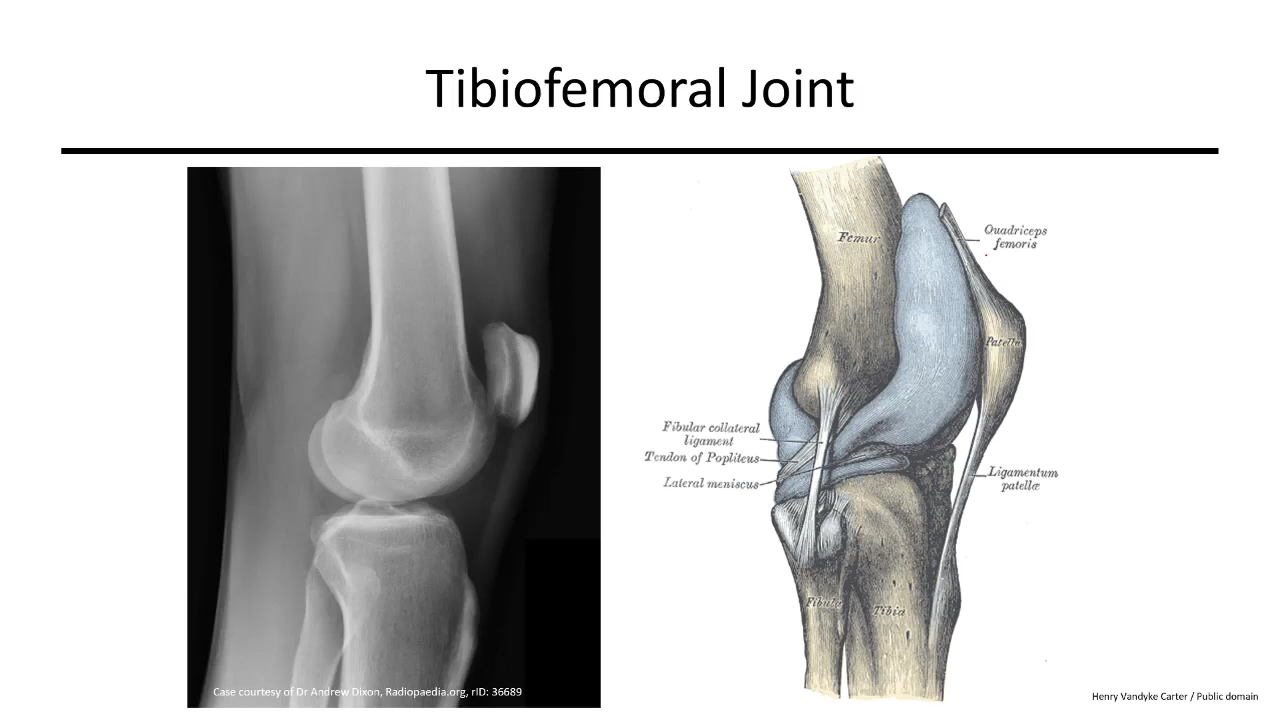 Tibiofemoral Joint
Femur
Quadriceps
femoris
Patella
Fibular collateral
ligament
Tendon of Popliteus
Lateral meniscus
Ligamentum
patellæ
Fibula
Tibia
Case courtesy of Dr Andrew Dixon, Radiopaedia.org, rID: 36689
Henry Vandyke Carter / Public domain